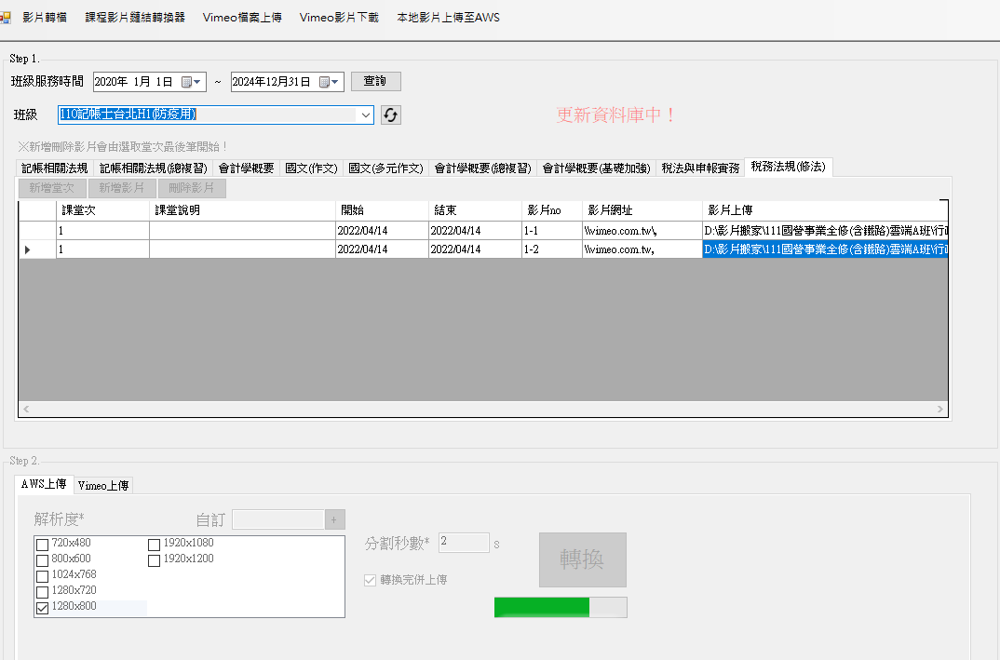 影片轉檔 課程影片鏈結轉換器 Vimeo檔案上傳 Vimeo影片下載 本地影片上傳至AWS
Step 1.
班級服務時間 2020年 1月 1日 ~ 2024年12月31日 查詢
班級 110記帳士台北H1(防疫用) 更新資料庫中！
※新增刪除影片會由選取堂次最後筆開始！
記帳相關法規 記帳相關法規(總複習) 會計學概要 國文(作文) 國文(多元作文) 會計學概要(總複習) 會計學概要(基礎加強) 稅法與申報實務 稅務法規(修法)
新增堂次 新增影片 刪除影片
課堂次 課堂說明 開始 結束 影片no 影片網址 影片上傳
1 2022/04/14 2022/04/14 1-1 \\wimeo.com.tw\, D:\影片搬家\111國營事業全修(含鐵路)雲端A班\行
1 2022/04/14 2022/04/14 1-2 \\wimeo.com.tw, D:\影片搬家\111國營事業全修(含鐵路)雲端A班\行
Step 2.
AWS上傳 Vimeo上傳
解析度* 自訂 +
720x480 1920x1080
800x600 1920x1200
1024x768
1280x720
1280x800
分割秒數* 2 s
轉換完併上傳
轉換